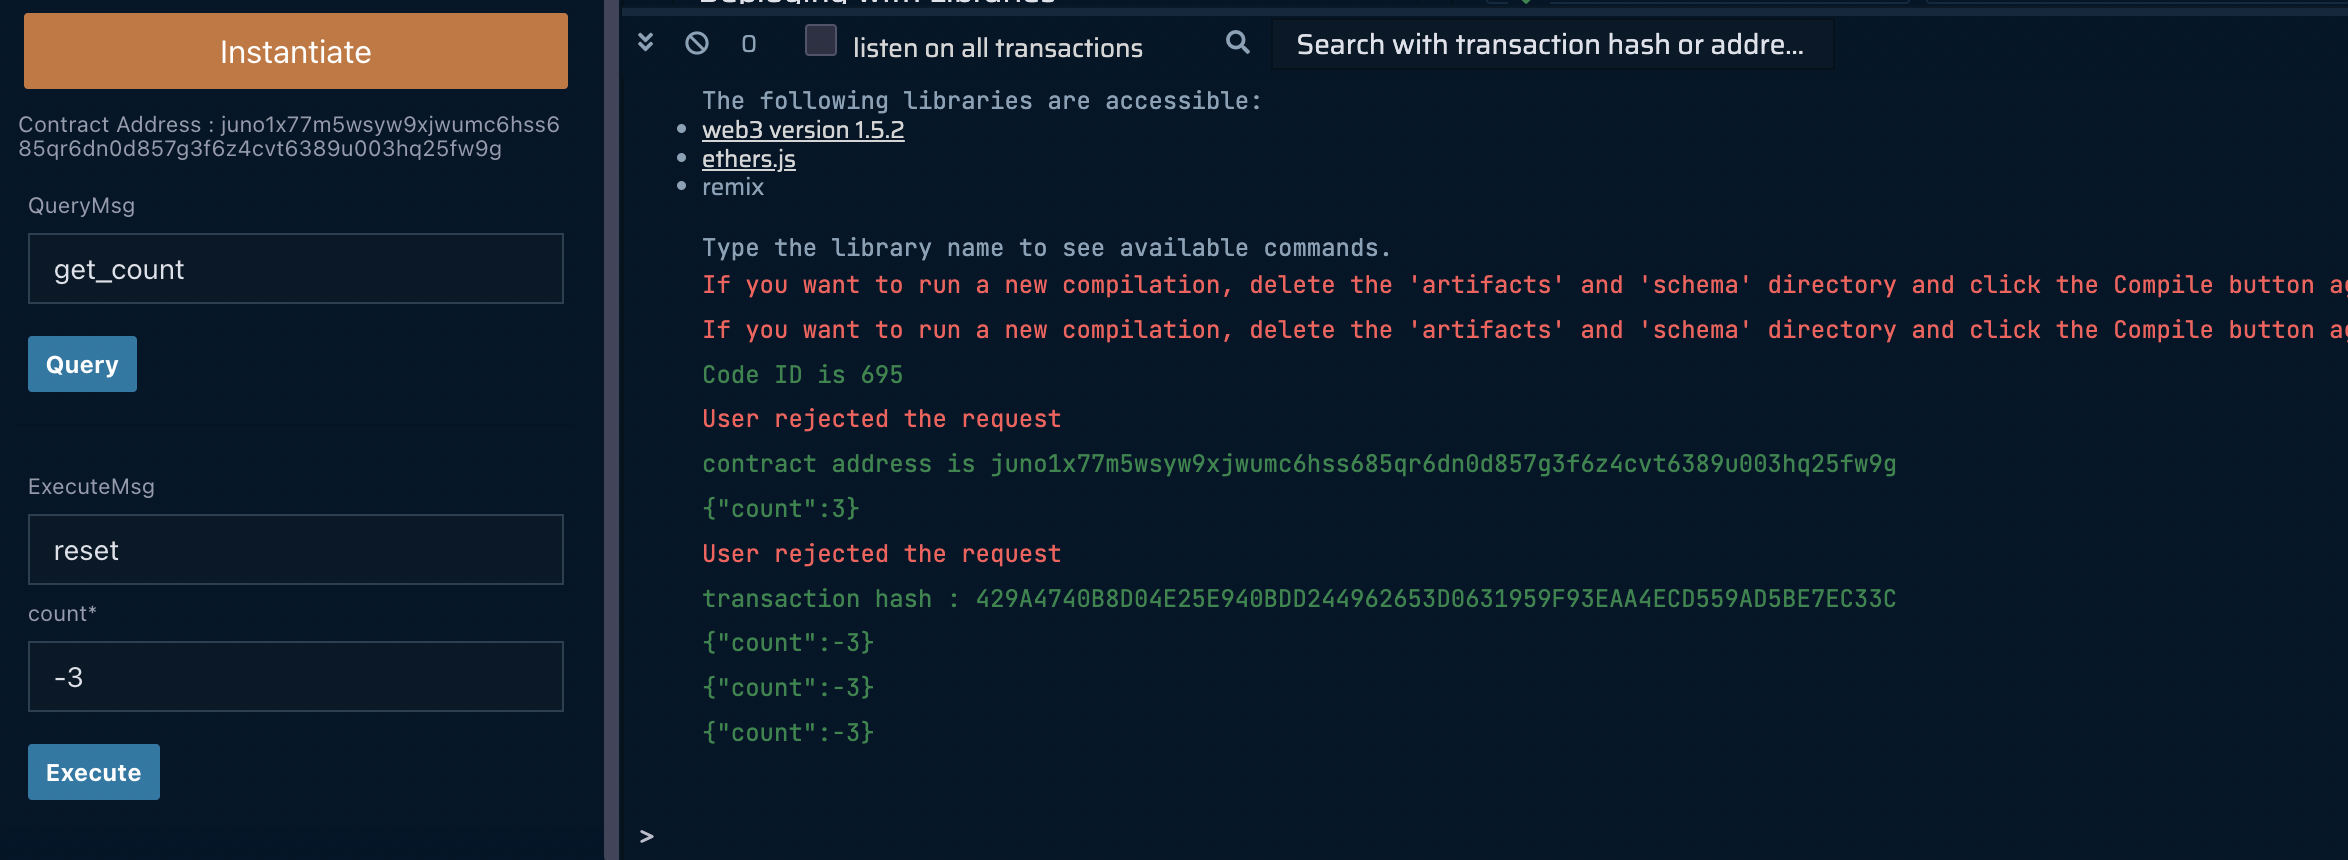 Instantiate
Contract Address : juno1x77m5wsyw9xjwumc6hss6
85qr6dn0d857g3f6z4cvt6389u003hq25fw9g
QueryMsg
get_count
Query
ExecuteMsg
reset
count*
-3
Execute
Deploying with Libraries
0
listen on all transactions
Search with transaction hash or addre...
The following libraries are accessible:
web3 version 1.5.2
ethers.js
remix
Type the library name to see available commands.
If you want to run a new compilation, delete the 'artifacts' and 'schema' directory and click the Compile button
If you want to run a new compilation, delete the 'artifacts' and 'schema' directory and click the Compile button
Code ID is 695
User rejected the request
contract address is juno1x77m5wsyw9xjwumc6hss685qr6dn0d857g3f6z4cvt6389u003hq25fw9g
{"count":3}
User rejected the request
transaction hash : 429A4740B8D04E25E940BDD244962653D0631959F93EAA4ECD559AD5BE7EC33C
{"count":-3}
{"count":-3}
{"count":-3}
>